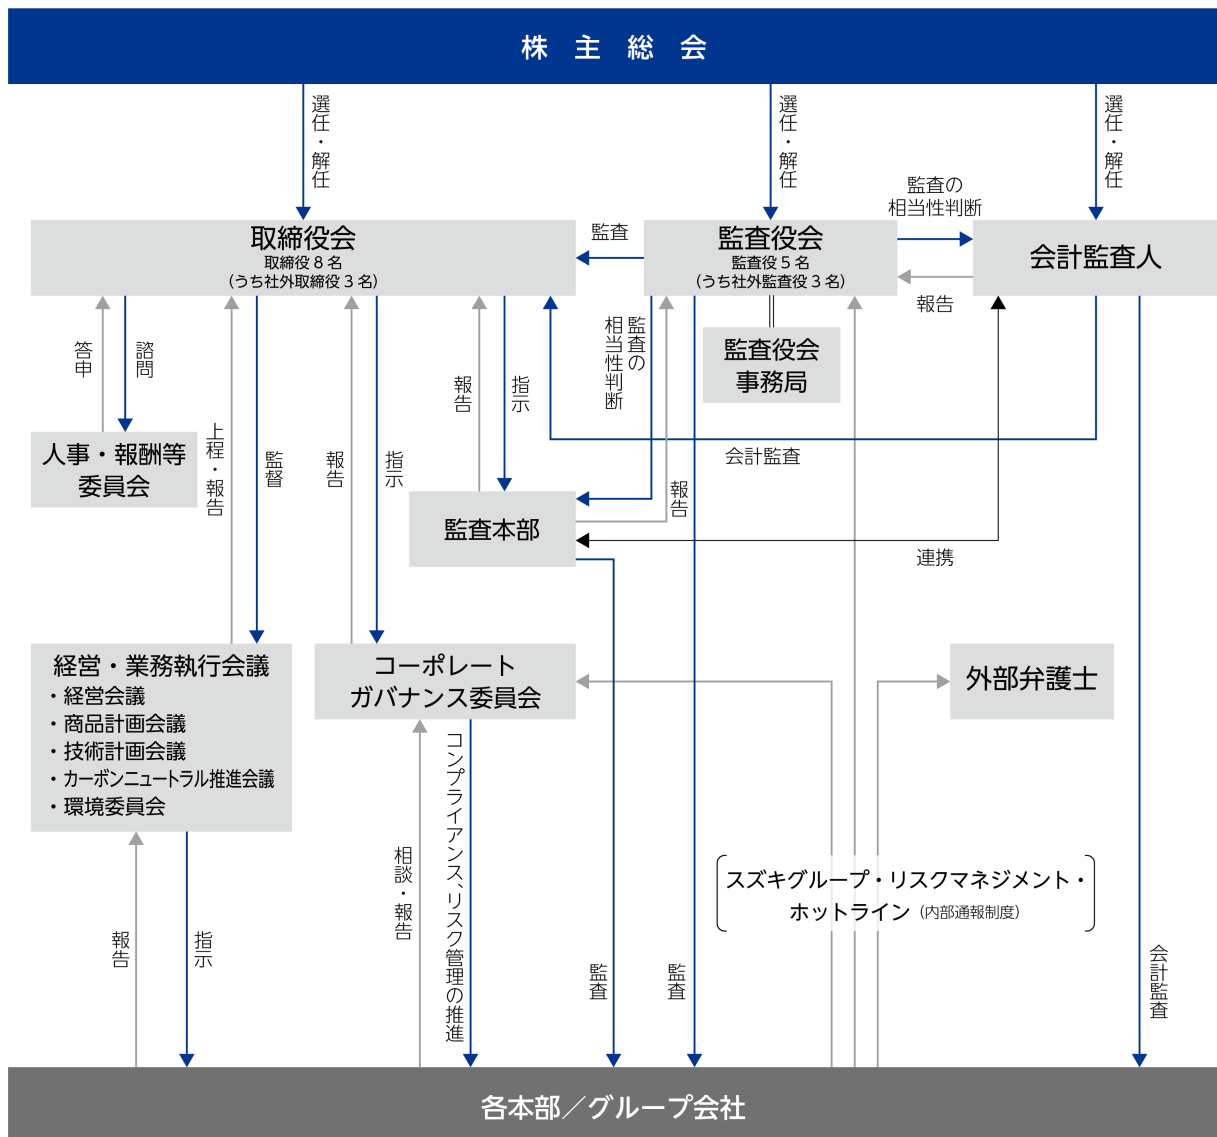 株主総会
選任・解任
選任・解任
選任・解任
取締役会
取締役8名
（うち社外取締役3名）
監査
監査役会
監査役5名
（うち社外監査役3名）
監査の
相当性判断
報告
会計監査人
監査役会
事務局
答申
諮問
人事・報酬等
委員会
上程・報告
監督
報告
指示
報告
指示
監査の
相当性判断
報告
会計監査
監査本部
連携
経営・業務執行会議
・経営会議
・商品計画会議
・技術計画会議
・カーボンニュートラル推進会議
・環境委員会
コーポレート
ガバナンス委員会
外部弁護士
報告
指示
相談・報告
コンプライアンス、リスク管理の推進
監査
監査
スズキグループ・リスクマネジメント・
ホットライン（内部通報制度）
会計監査
各本部／グループ会社